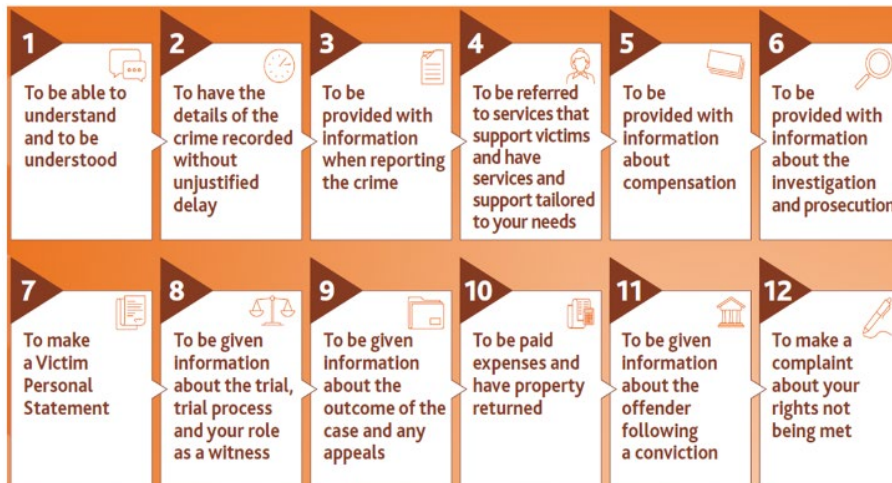 1
To be able to
understand
and to be
understood
2
To have the
details of the
crime recorded
without
unjustified
delay
3
To be
provided with
information
when reporting
the crime
4
To be referred
to services that
support victims
and have
services and
support tailored
to your needs
5
To be
provided with
information
about
compensation
6
To be
provided with
information
about the
investigation
and prosecution
7
To make
a Victim
Personal
Statement
8
To be given
information
about the trial,
trial process
and your role
as a witness
9
To be given
information
about the
outcome of the
case and any
appeals
10
To be paid
expenses and
have property
returned
11
To be given
information
about the
offender
following
a conviction
12
To make a
complaint
about your
rights not
being met